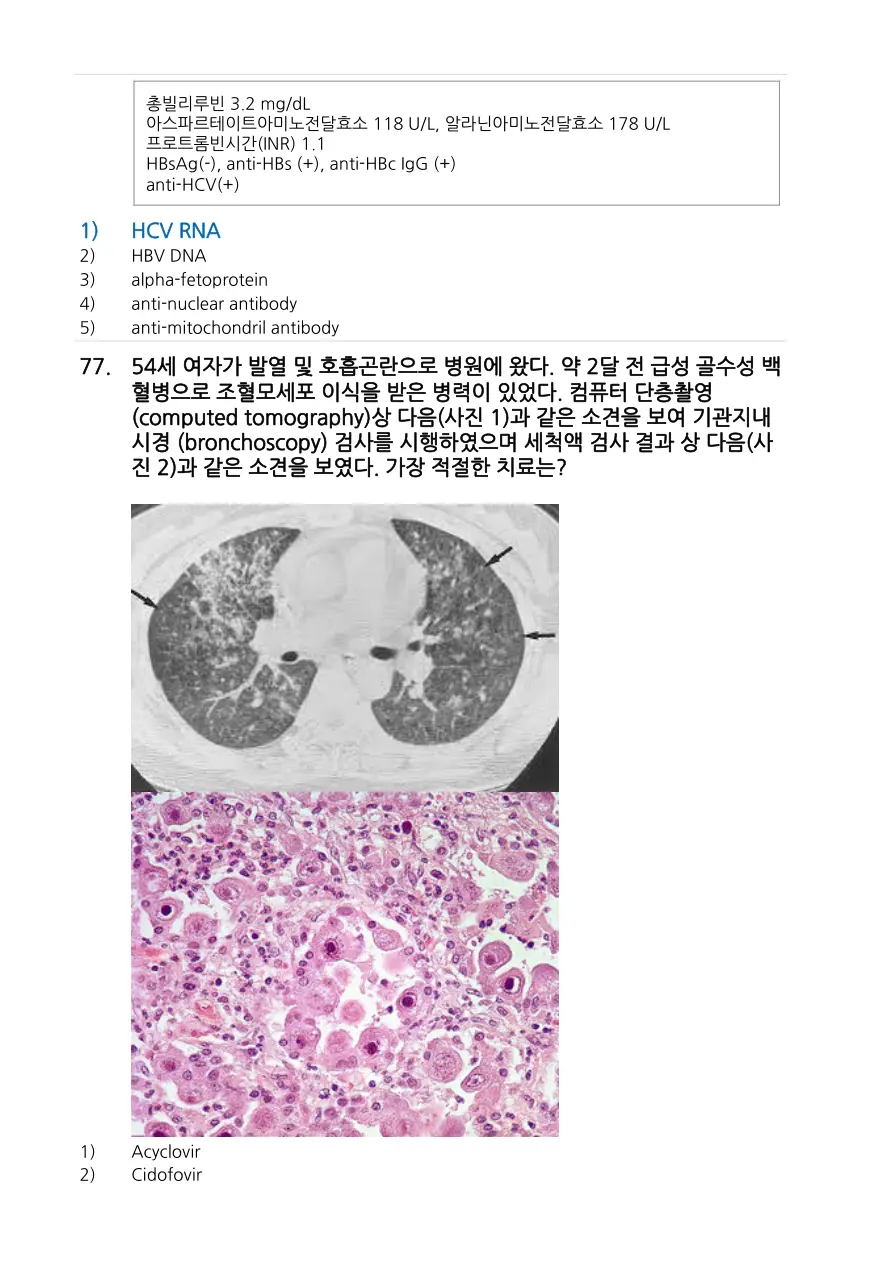 총빌리루빈 3.2 mg/dL
아스파르테이트아미노전달효소 118 U/L, 알라닌아미노전달효소 178 U/L
프로트롬빈시간(INR) 1.1
HBsAg(-), anti-HBs (+), anti-HBc IgG (+)
anti-HCV(+)
1) HCV RNA
2) HBV DNA
3) alpha-fetoprotein
4) anti-nuclear antibody
5) anti-mitochondril antibody
77. 54세 여자가 발열 및 호흡곤란으로 병원에 왔다. 약 2달 전 급성 골수성 백
혈병으로 조혈모세포 이식을 받은 병력이 있었다. 컴퓨터 단층촬영
(computed tomography)상 다음(사진 1)과 같은 소견을 보여 기관지내
시경 (bronchoscopy) 검사를 시행하였으며 세척액 검사 결과 상 다음(사
진 2)과 같은 소견을 보였다. 가장 적절한 치료는?
1) Acyclovir
2) Cidofovir